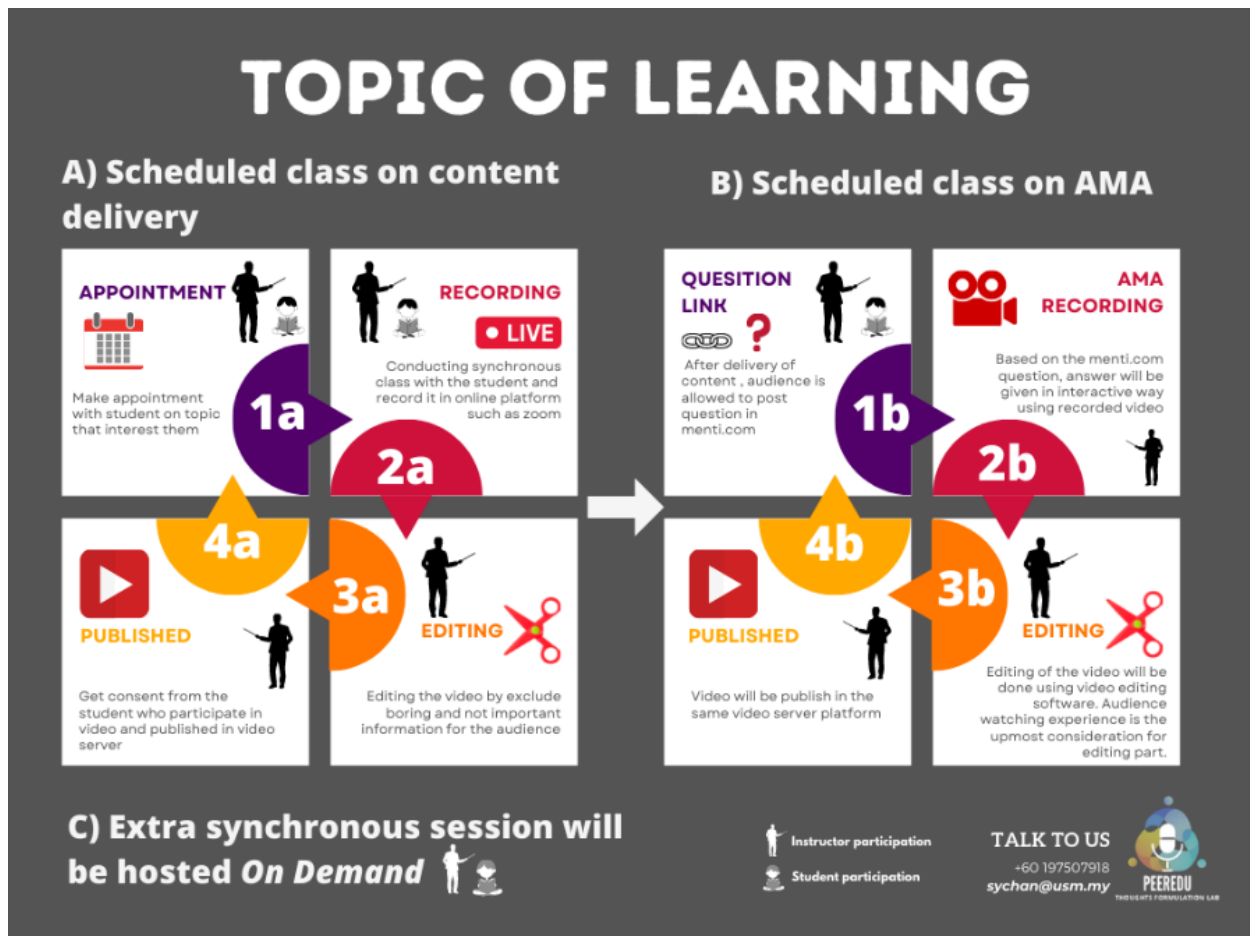 TOPIC OF LEARNING
A) Scheduled class on content
delivery
APPOINTMENT
Make appointment
with student on topic
that interest them
1a
RECORDING
LIVE
Conducting synchronous
class with the student and
record it in online platform
such as zoom
2a
3a
EDITING
Editing the video by exclude
boring and not important
information for the audience
4a
PUBLISHED
Get consent from the
student who participate in
video and published in video
server
B) Scheduled class on AMA
QUESITION
LINK
?
After delivery of
content , audience is
allowed to post
question in
menti.com
1b
AMA
RECORDING
Based on the menti.com
question, answer will be
given in interactive way
using recorded video
2b
3b
EDITING
Editing of the video will be
done using video editing
software. Audience
watching experience is the
upmost consideration for
editing part.
4b
PUBLISHED
Video will be publish in the
same video server platform
C) Extra synchronous session will
be hosted On Demand
Instructor participation
Student participation
TALK TO US
+60 197507918
sychan@usm.my
PEEREDU
THOUGHTS FORMULATION LAB